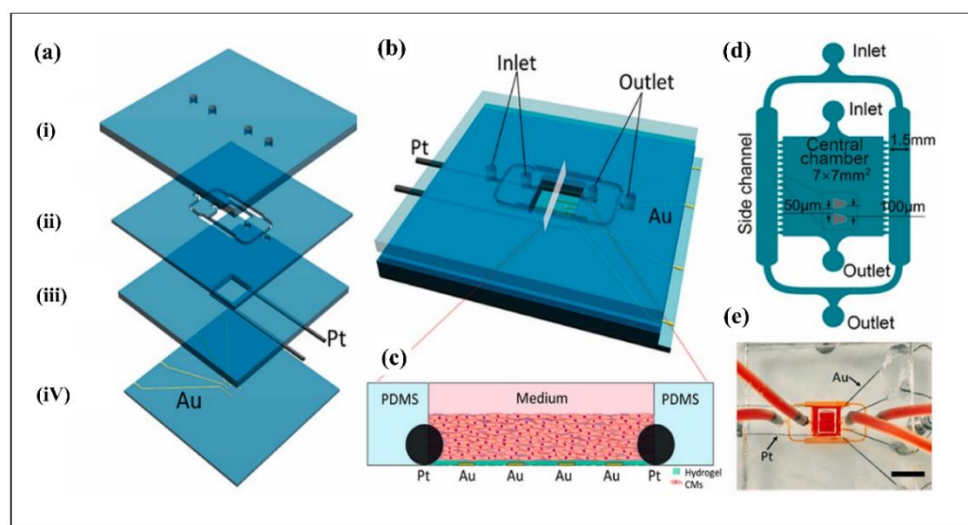 (a)
(i)
(ii)
(iii)
Pt
(iV)
Au
(b)
Inlet
Outlet
Pt
Au
(c)
PDMS
Medium
PDMS
Pt
Au
Au
Au
Au
Pt
Hydrogel
CMs
(d)
Inlet
Inlet
1.5mm
Central
chamber
7×7mm²
Side channel
50μm
100μm
Outlet
Outlet
(e)
Au
Pt